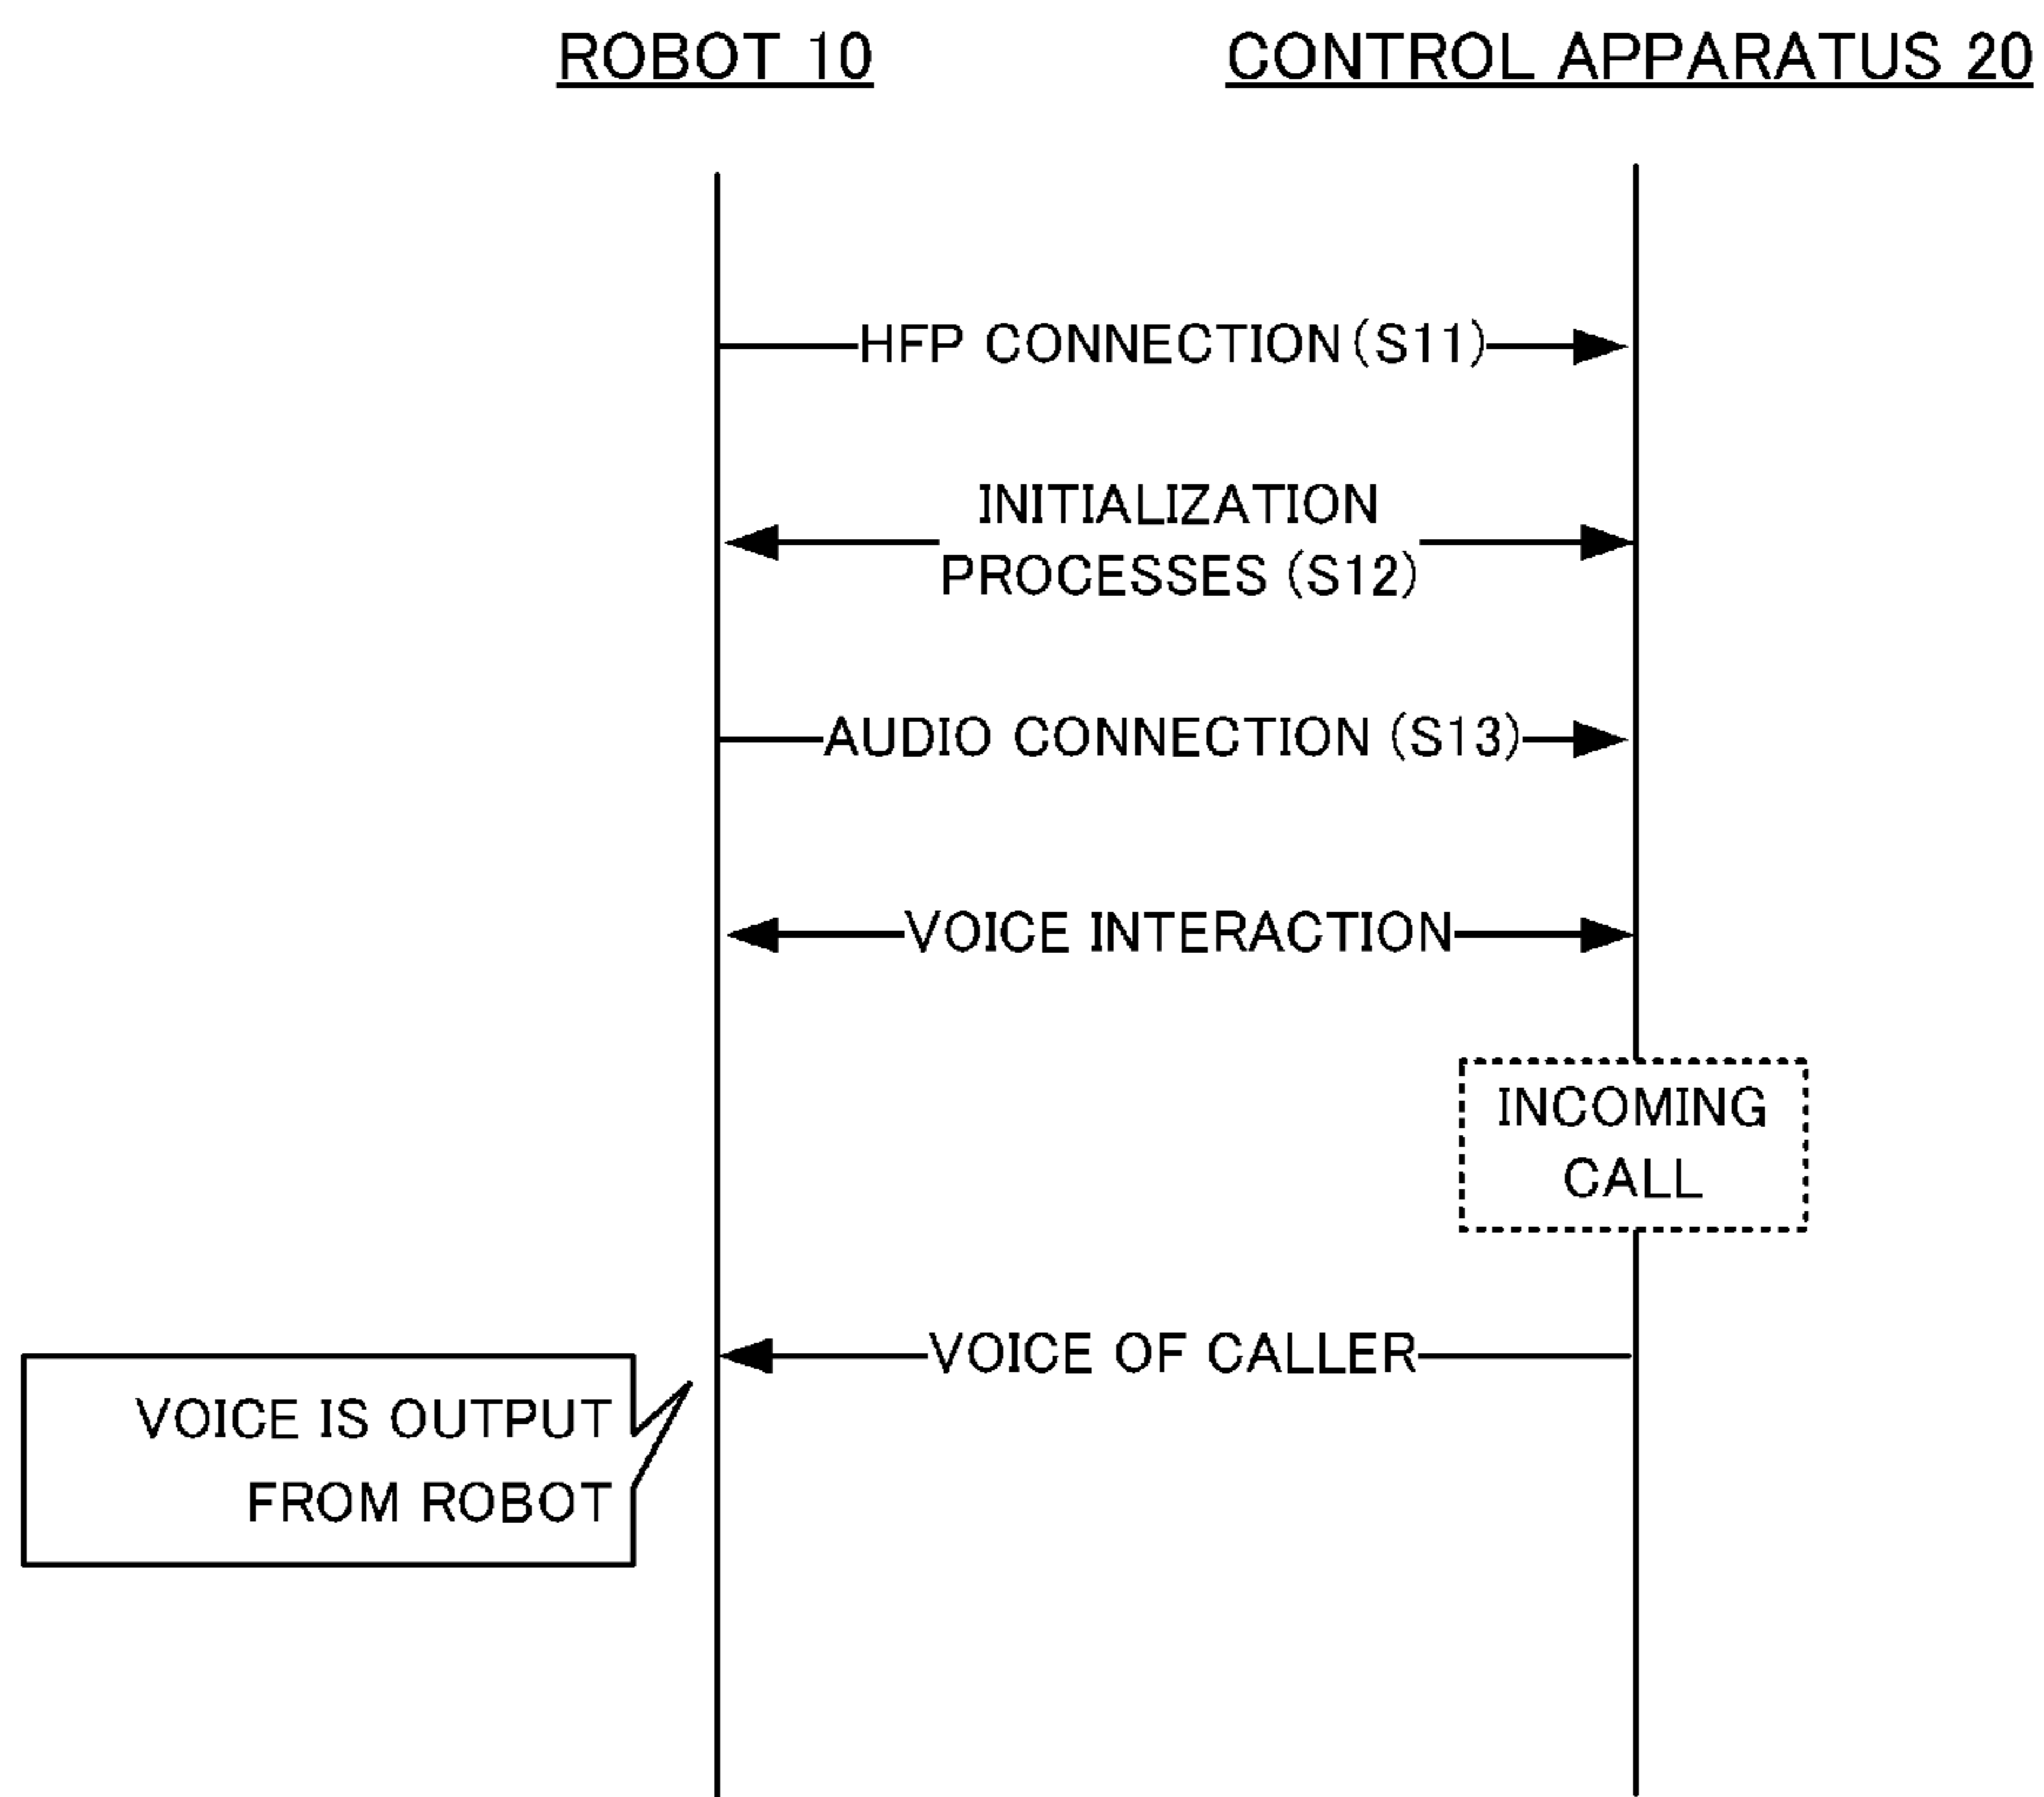 ROBOT 10
CONTROL APPARATUS 20
HFP CONNECTION (S11)
INITIALIZATION
PROCESSES (S12)
AUDIO CONNECTION (S13)
VOICE INTERACTION
INCOMING
CALL
VOICE OF CALLER
VOICE IS OUTPUT
FROM ROBOT